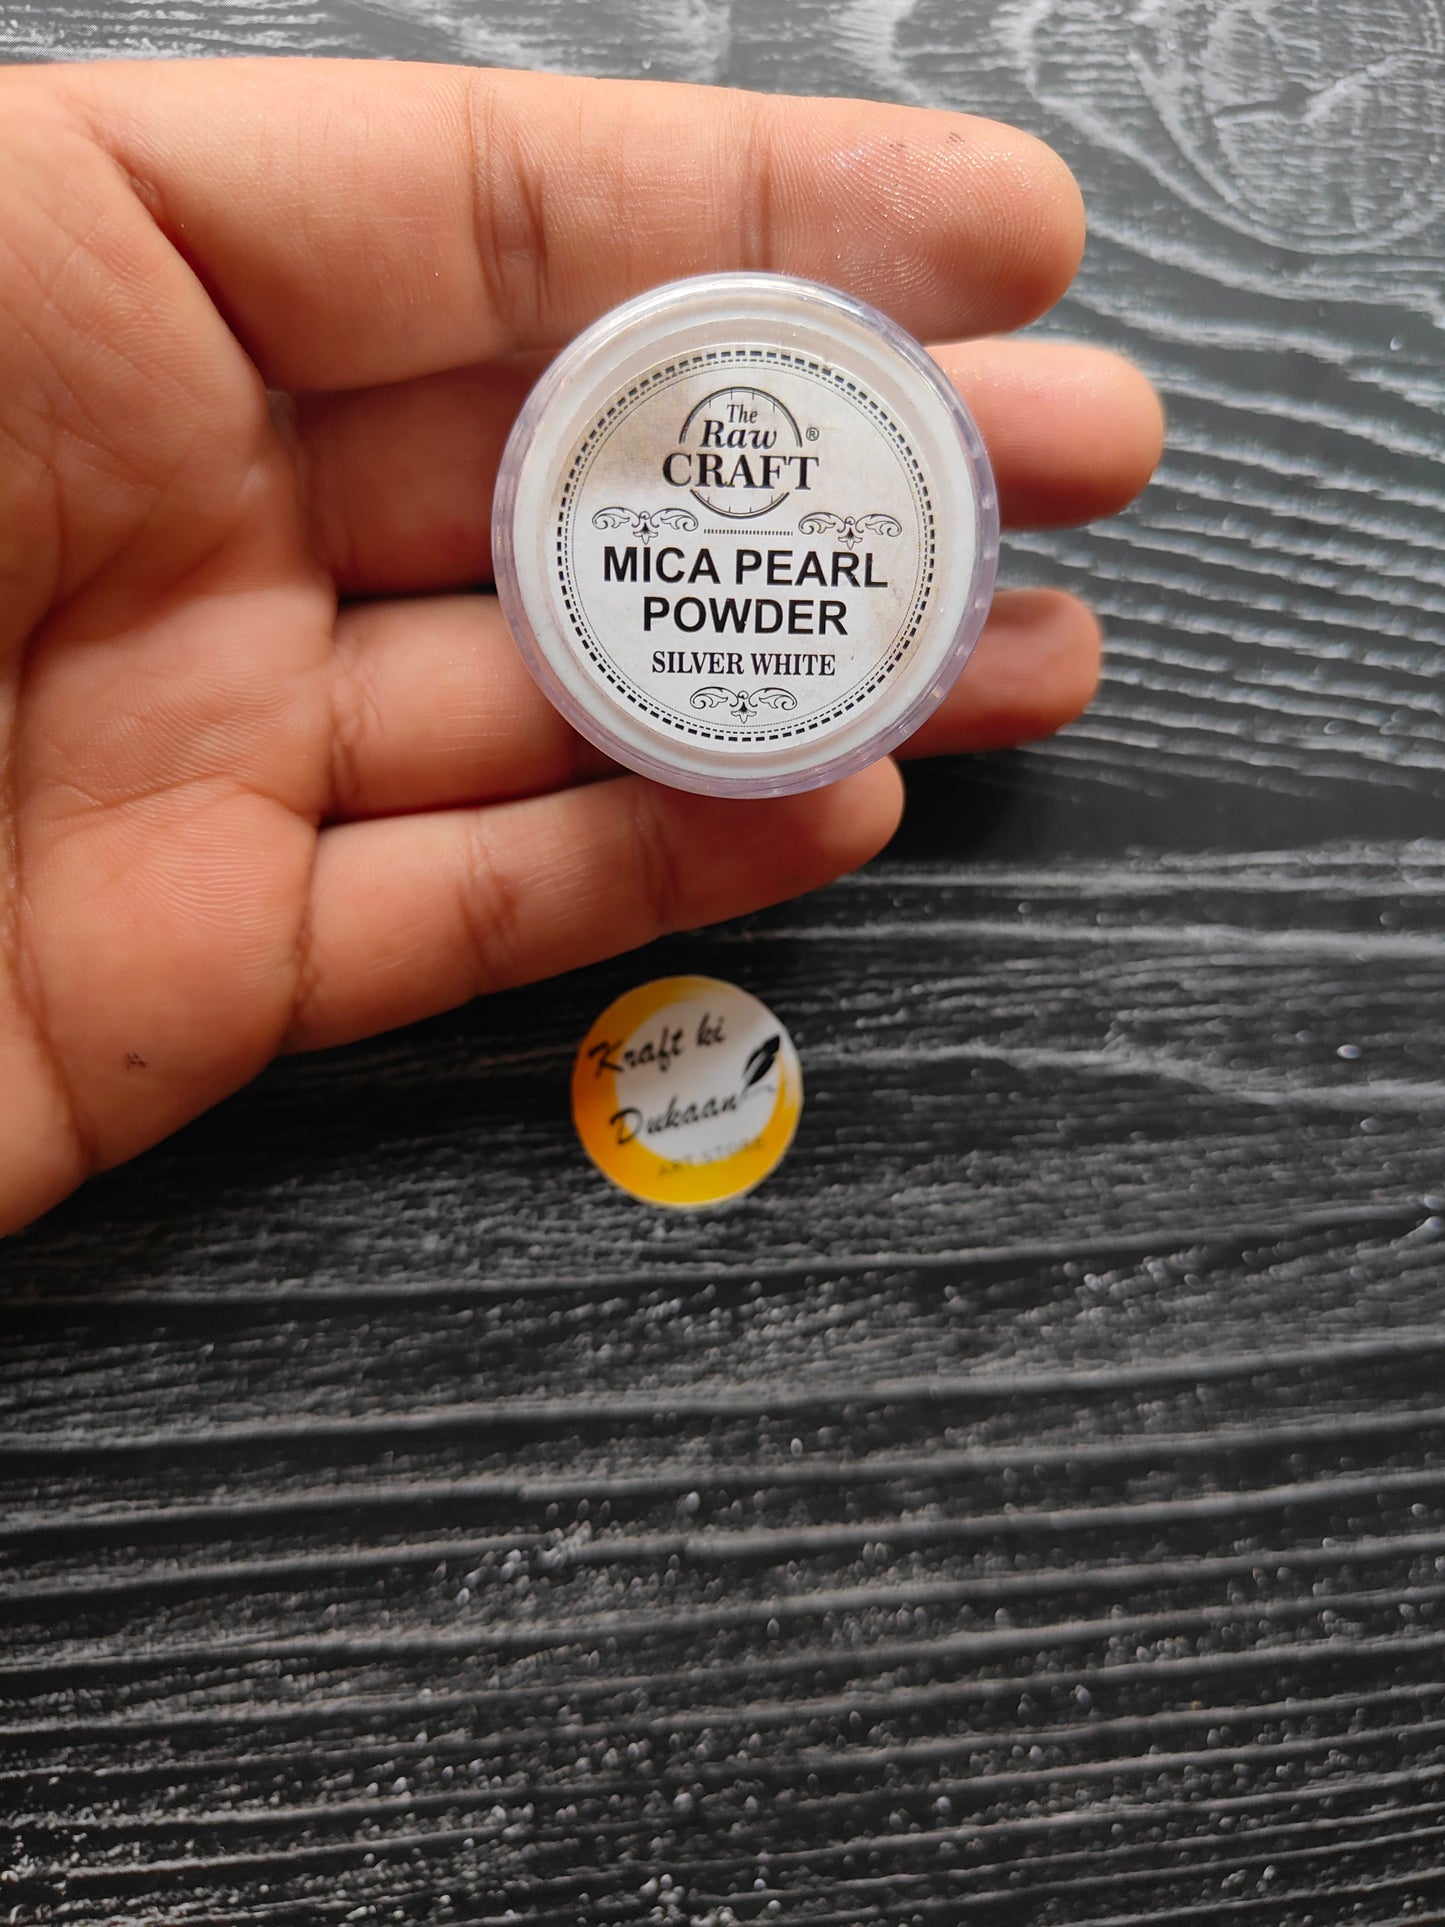 The
Raw ®
CRAFT
MICA PEARL
POWDER
SILVER WHITE
Kraft ki
Dukaan
ART STORE